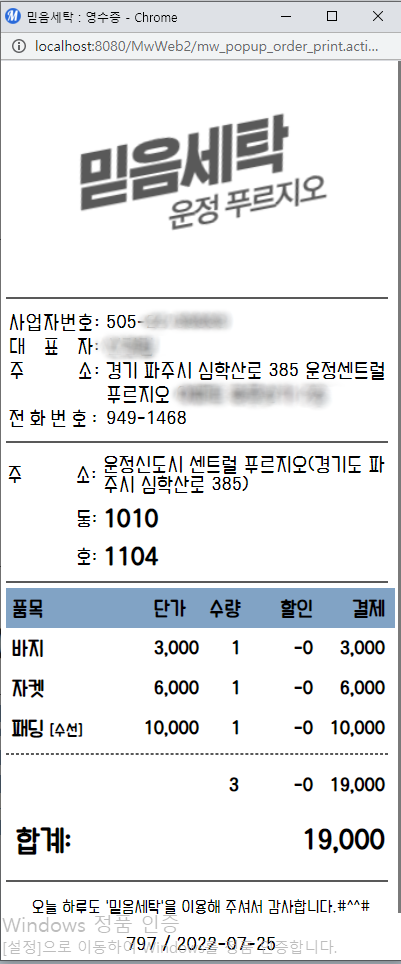 믿음세탁 : 영수증 - Chrome
localhost:8080/MwWeb2/mw_popup_order_print.acti...
믿음세탁
운정 푸르지오
사업자번호: 505-
대 표 자:
주 소: 경기 파주시 심학산로 385 운정센트럴
푸르지오
전화번호: 949-1468
주 소: 운정신도시 센트럴 푸르지오(경기도 파
주시 심학산로 385)
동: 1010
호: 1104
품목 단가 수량 할인 결제
바지 3,000 1 -0 3,000
자켓 6,000 1 -0 6,000
패딩 [수선] 10,000 1 -0 10,000
3 -0 19,000
합계: 19,000
오늘 하루도 '믿음세탁'을 이용해 주셔서 감사합니다.#^^#
Windows 정품 인증
[설정]으로 이동하여 Windows를 정품 인증합니다.
797 / 2022-07-25